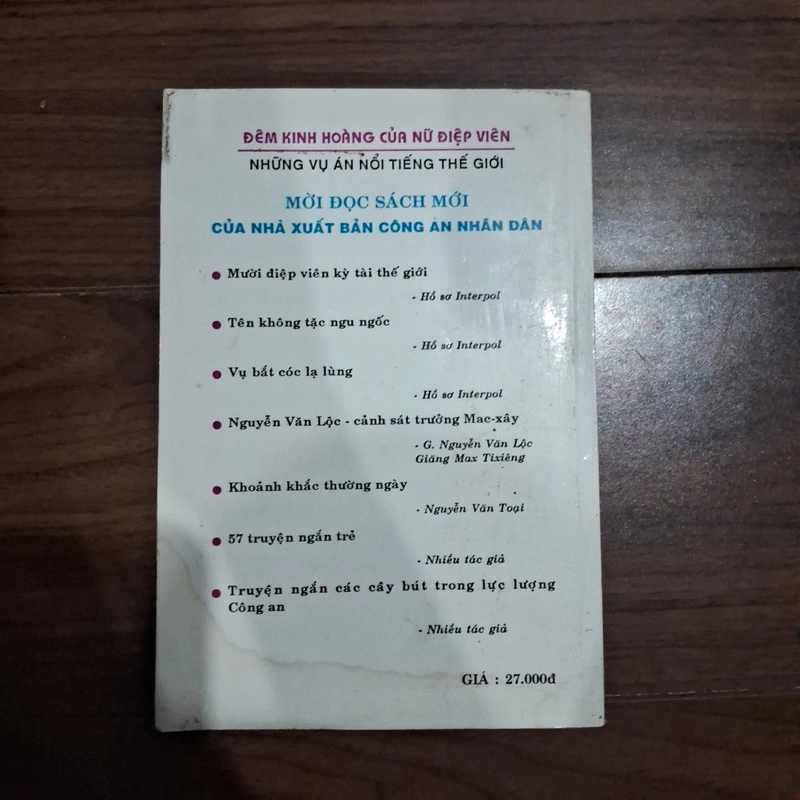 ĐÊM KINH HOÀNG CỦA NỮ ĐIỆP VIÊN
NHỮNG VỤ ÁN NỔI TIẾNG THẾ GIỚI
MỜI ĐỌC SÁCH MỚI
CỦA NHÀ XUẤT BẢN CÔNG AN NHÂN DÂN
● Mười điệp viên kỳ tài thế giới
- Hồ sơ Interpol
● Tên không tặc ngu ngốc
- Hồ sơ Interpol
● Vụ bắt cóc lạ lùng
- Hồ sơ Interpol
● Nguyễn Văn Lộc - cảnh sát trưởng Mac-xây
- G. Nguyễn Văn Lộc
Giăng Max Tixiêng
● Khoảnh khắc thường ngày
- Nguyễn Văn Toại
● 57 truyện ngắn trẻ
- Nhiều tác giả
● Truyện ngắn các cây bút trong lực lượng
Công an
- Nhiều tác giả
GIÁ : 27.000đ